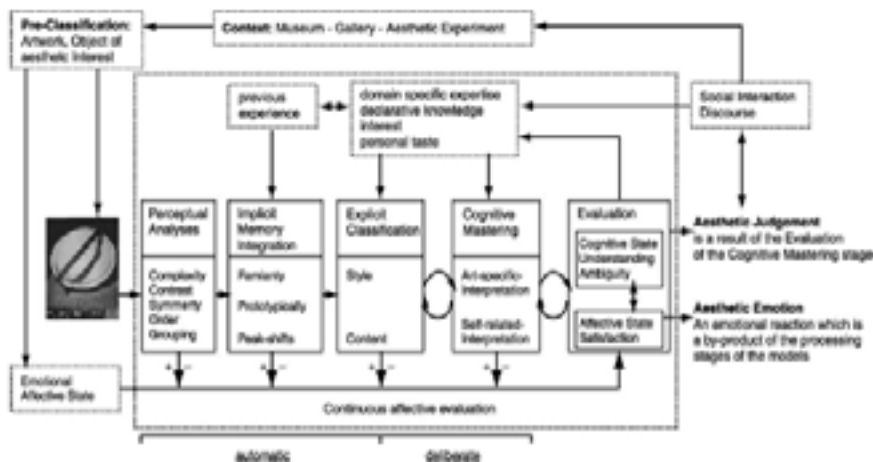 Pre-Classification:
Artwork, Object of
aesthetic Interest
Context: Museum - Gallery - Aesthetic Experiment
previous
experience
domain specific expertise
declarative knowledge
interest
personal taste
Social Interaction
Discourse
Perceptual
Analyses
Complexity
Contrast
Symmetry
Order
Grouping
Implicit
Memory
Integration
Familarity
Prototypically
Peak-shifts
Explicit
Classification
Style
Content
Cognitive
Mastering
Art-specific-
Interpretation
Self-related-
Interpretation
Evaluation
Cognitive State
Understanding
Ambiguity
Affective State
Satisfaction
Aesthetic Judgement
is a result of the Evaluation
of the Cognitive Mastering stage
Aesthetic Emotion
An emotional reaction which is
a by-product of the processing
stages of the models
Emotional
Affective State
+ –
+ –
+ –
+ –
Continuous affective evaluation
automatic
deliberate